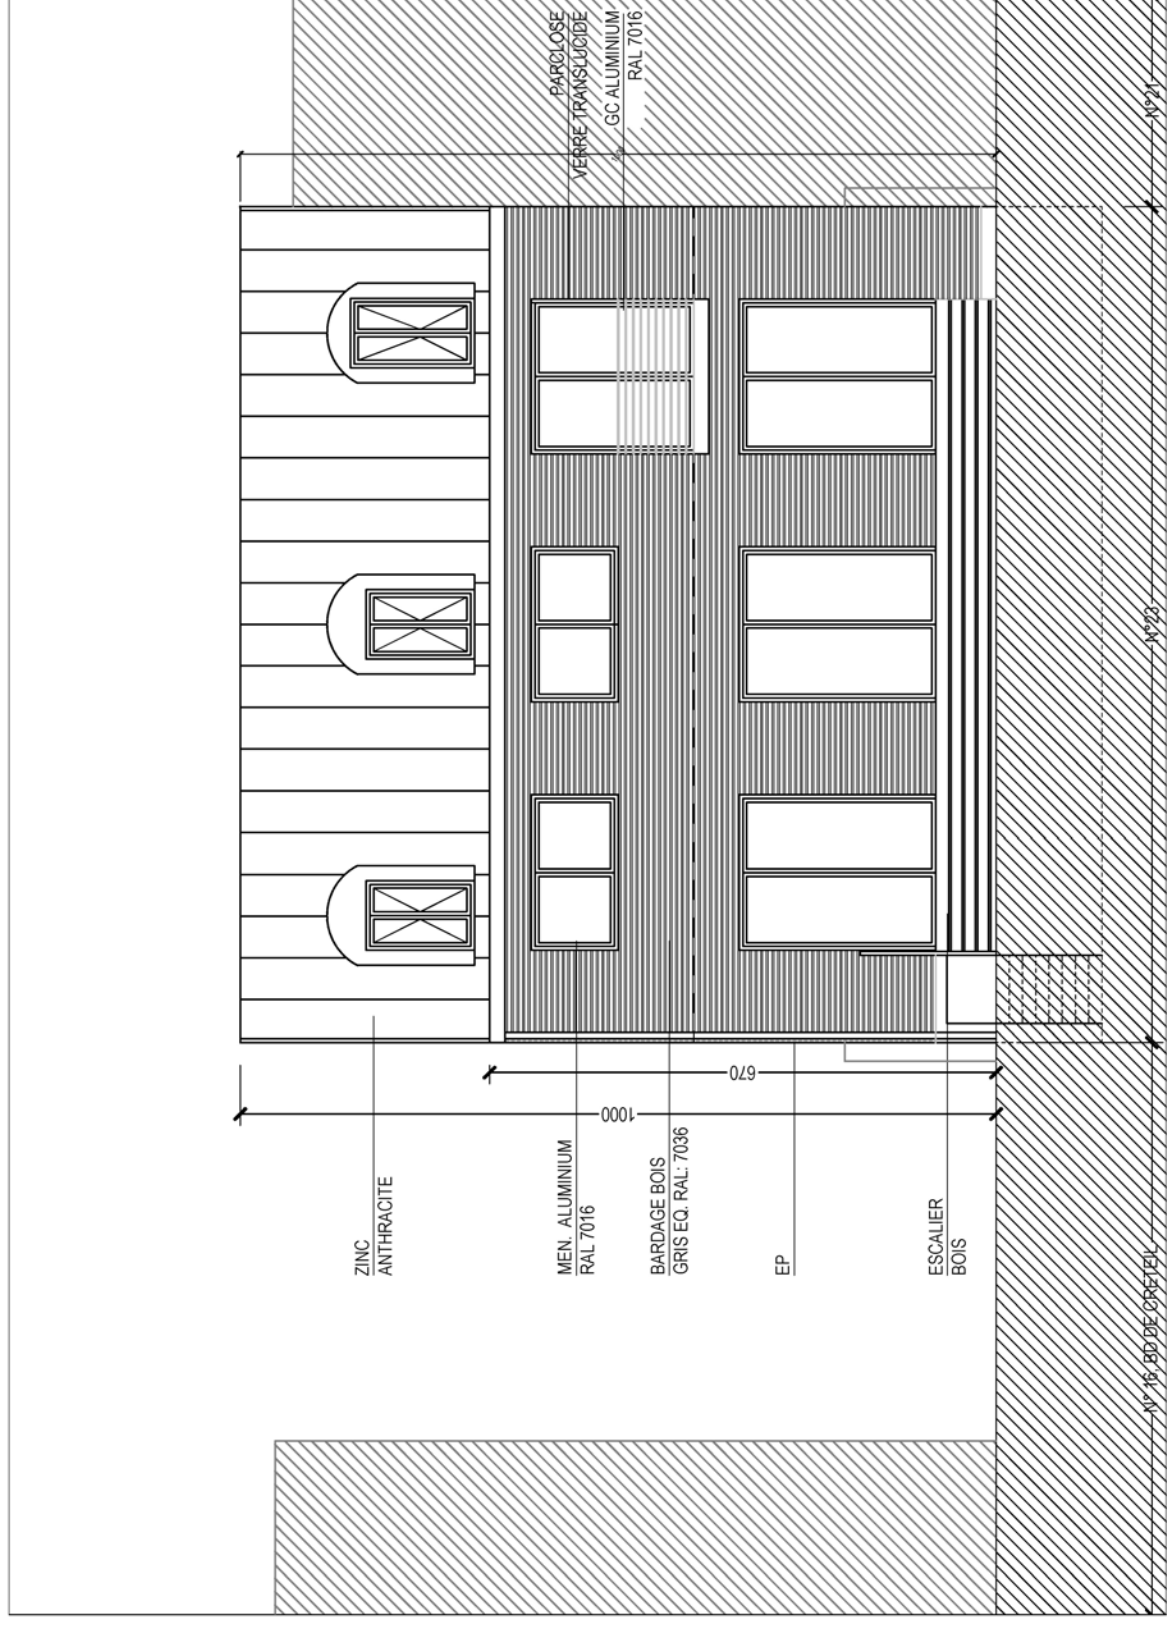 ZINC
ANTHRACITE
MEN. ALUMINIUM
RAL 7016
BARDAGE BOIS
GRIS EQ. RAL: 7036
EP
ESCALIER
BOIS
1000
670
PARCLOSE
VERRE TRANSLUCIDE
GC ALUMINIUM
RAL 7016
N° 16, BD DE CRETEIL
N°23
N°21